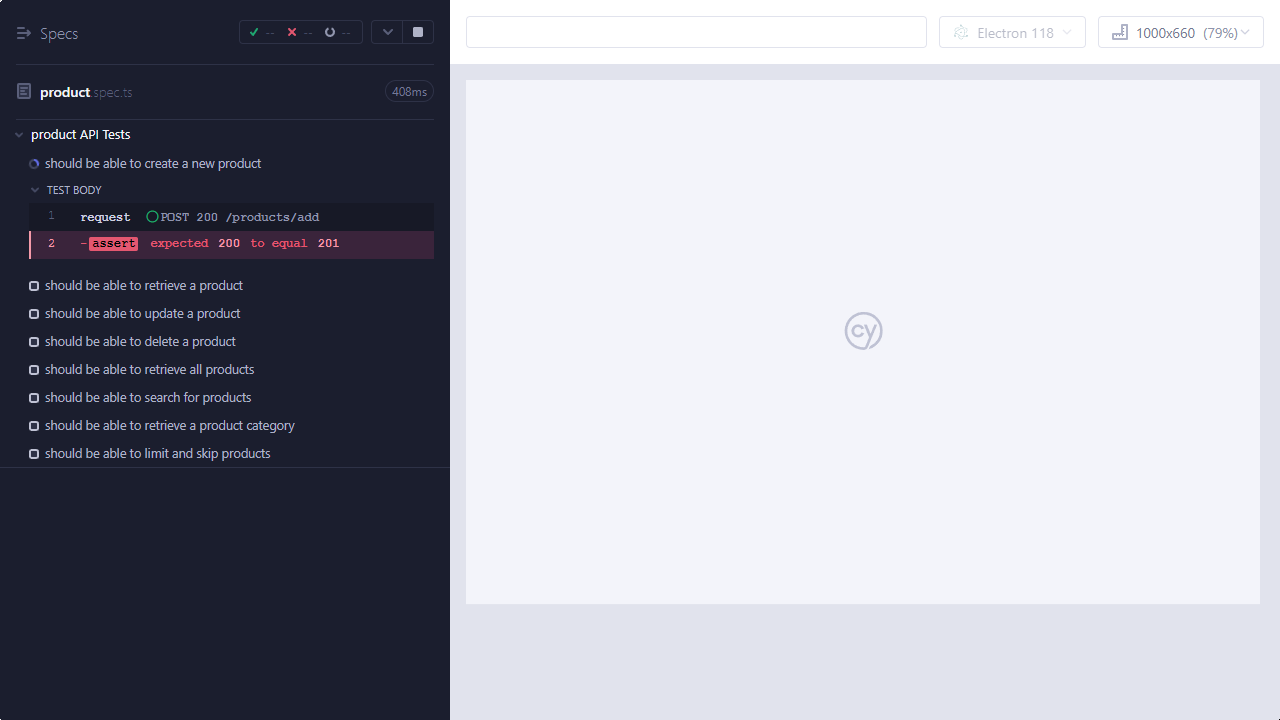 Specs
-- -- --
product.spec.ts 408ms
product API Tests
should be able to create a new product
TEST BODY
1 request POST 200 /products/add
2 -assert expected 200 to equal 201
should be able to retrieve a product
should be able to update a product
should be able to delete a product
should be able to retrieve all products
should be able to search for products
should be able to retrieve a product category
should be able to limit and skip products
Electron 118
1000x660 (79%)
cy